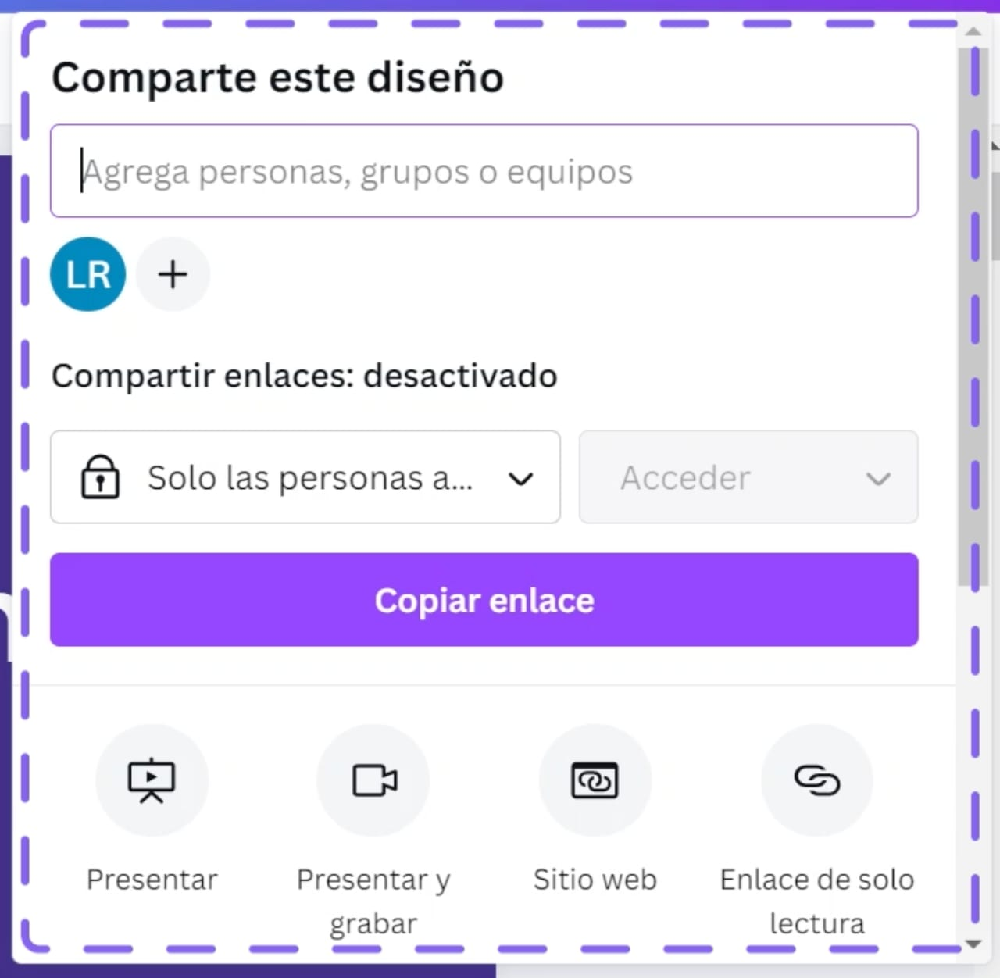 Comparte este diseño
Agrega personas, grupos o equipos
LR
Compartir enlaces: desactivado
Solo las personas a...
Acceder
Copiar enlace
Presentar
Presentar y
grabar
Sitio web
Enlace de solo
lectura